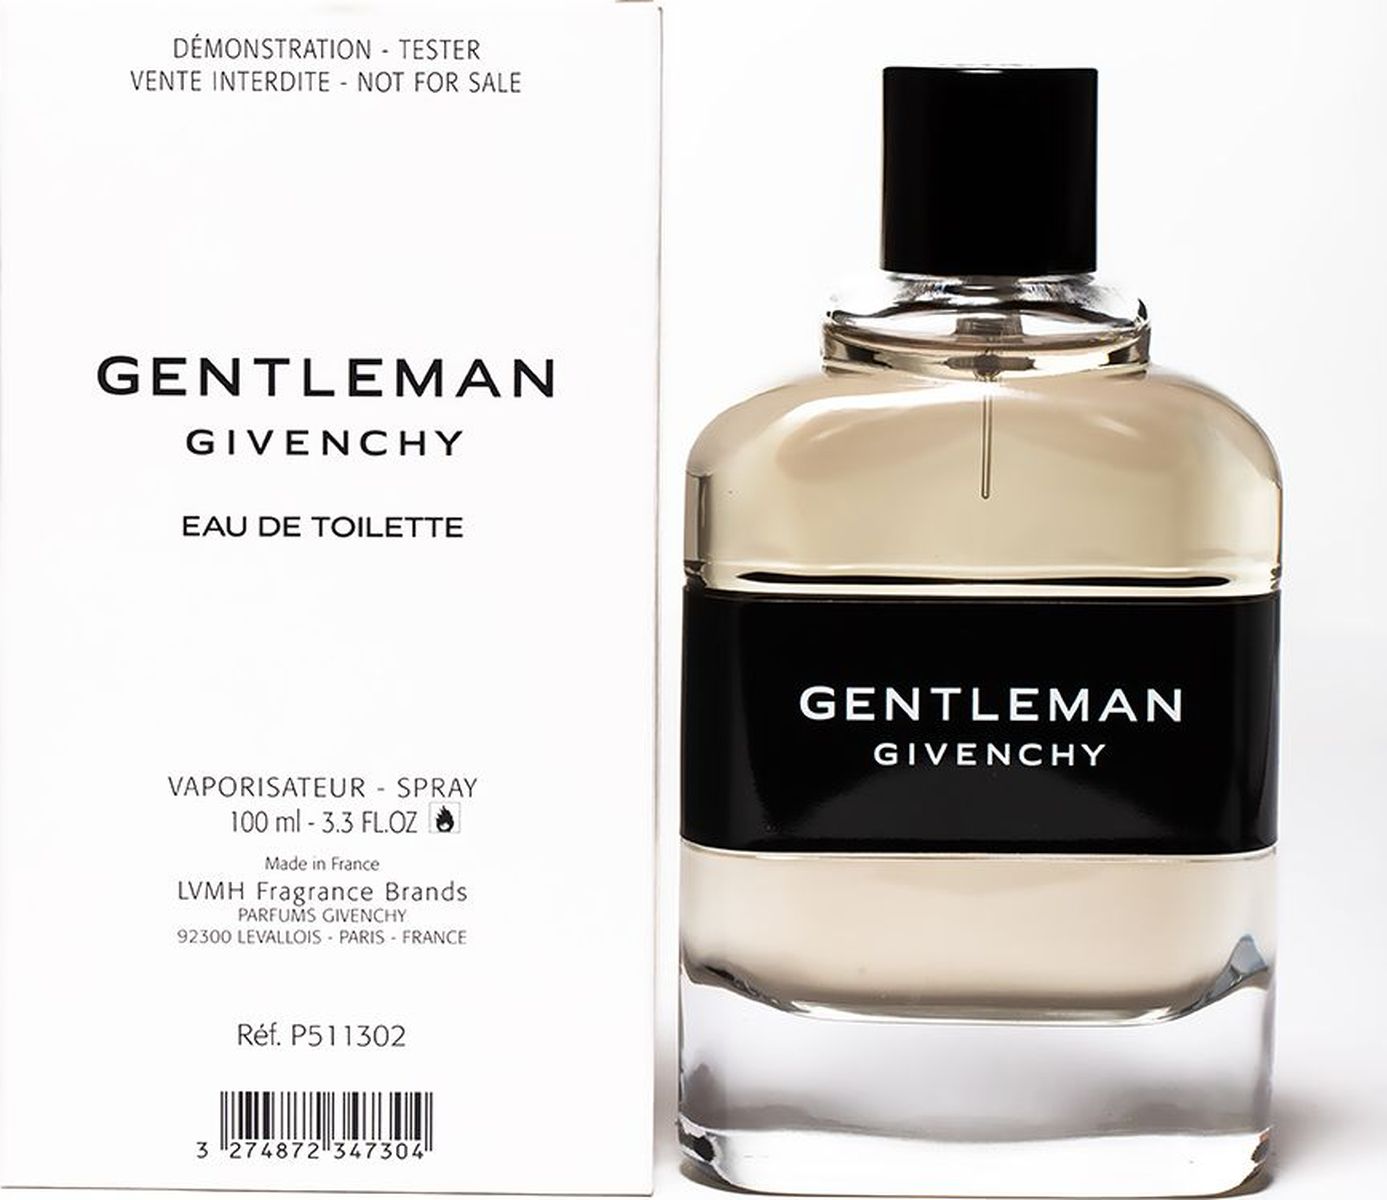 DÉMONSTRATION - TESTER
VENTE INTERDITE - NOT FOR SALE
GENTLEMAN
GIVENCHY
EAU DE TOILETTE
VAPORISATEUR - SPRAY
100 ml - 3.3 FL.OZ
Made in France
LVMH Fragrance Brands
PARFUMS GIVENCHY
92300 LEVALLOIS - PARIS - FRANCE
Réf. P511302
3 274872 347304
GENTLEMAN
GIVENCHY